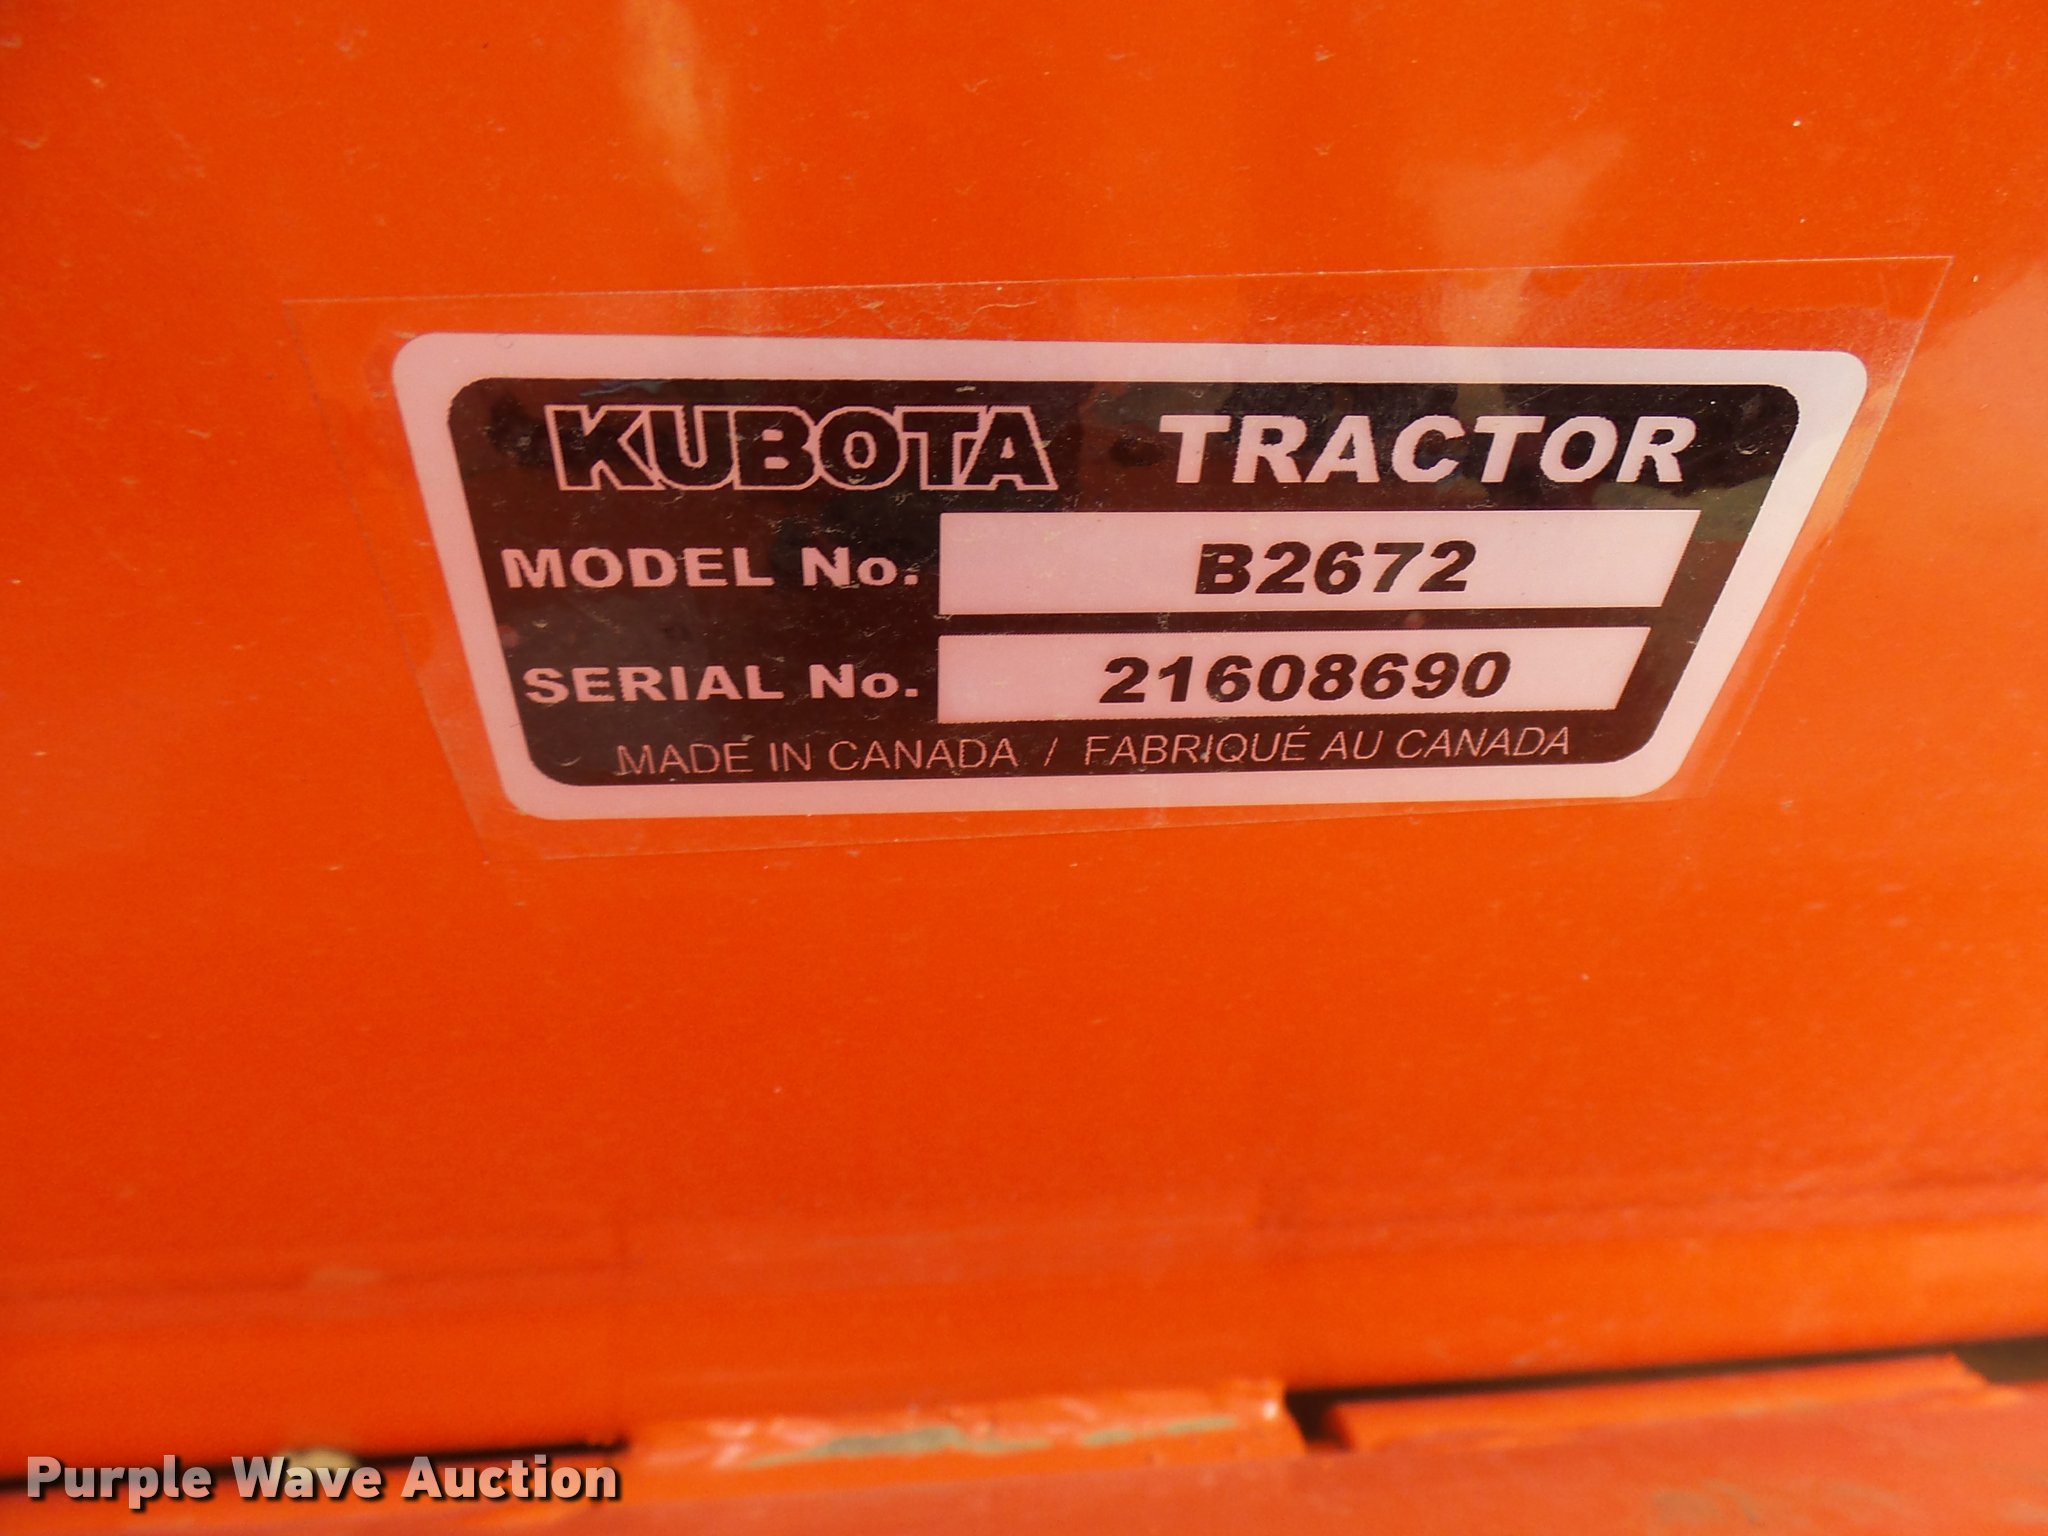 KUBOTA TRACTOR
MODEL No. B2672
SERIAL No. 21608690
MADE IN CANADA / FABRIQUÉ AU CANADA
Purple Wave Auction